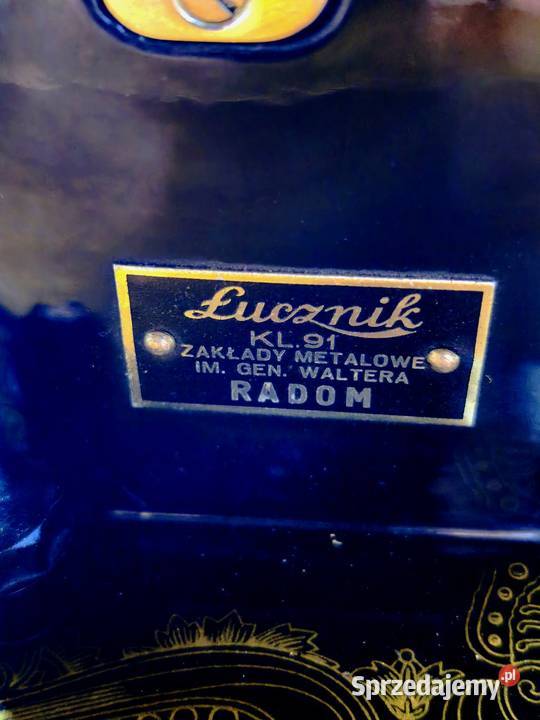 Łucznik
KL.91
ZAKŁADY METALOWE
IM. GEN. WALTERA
RADOM
Sprzedajemy.pl